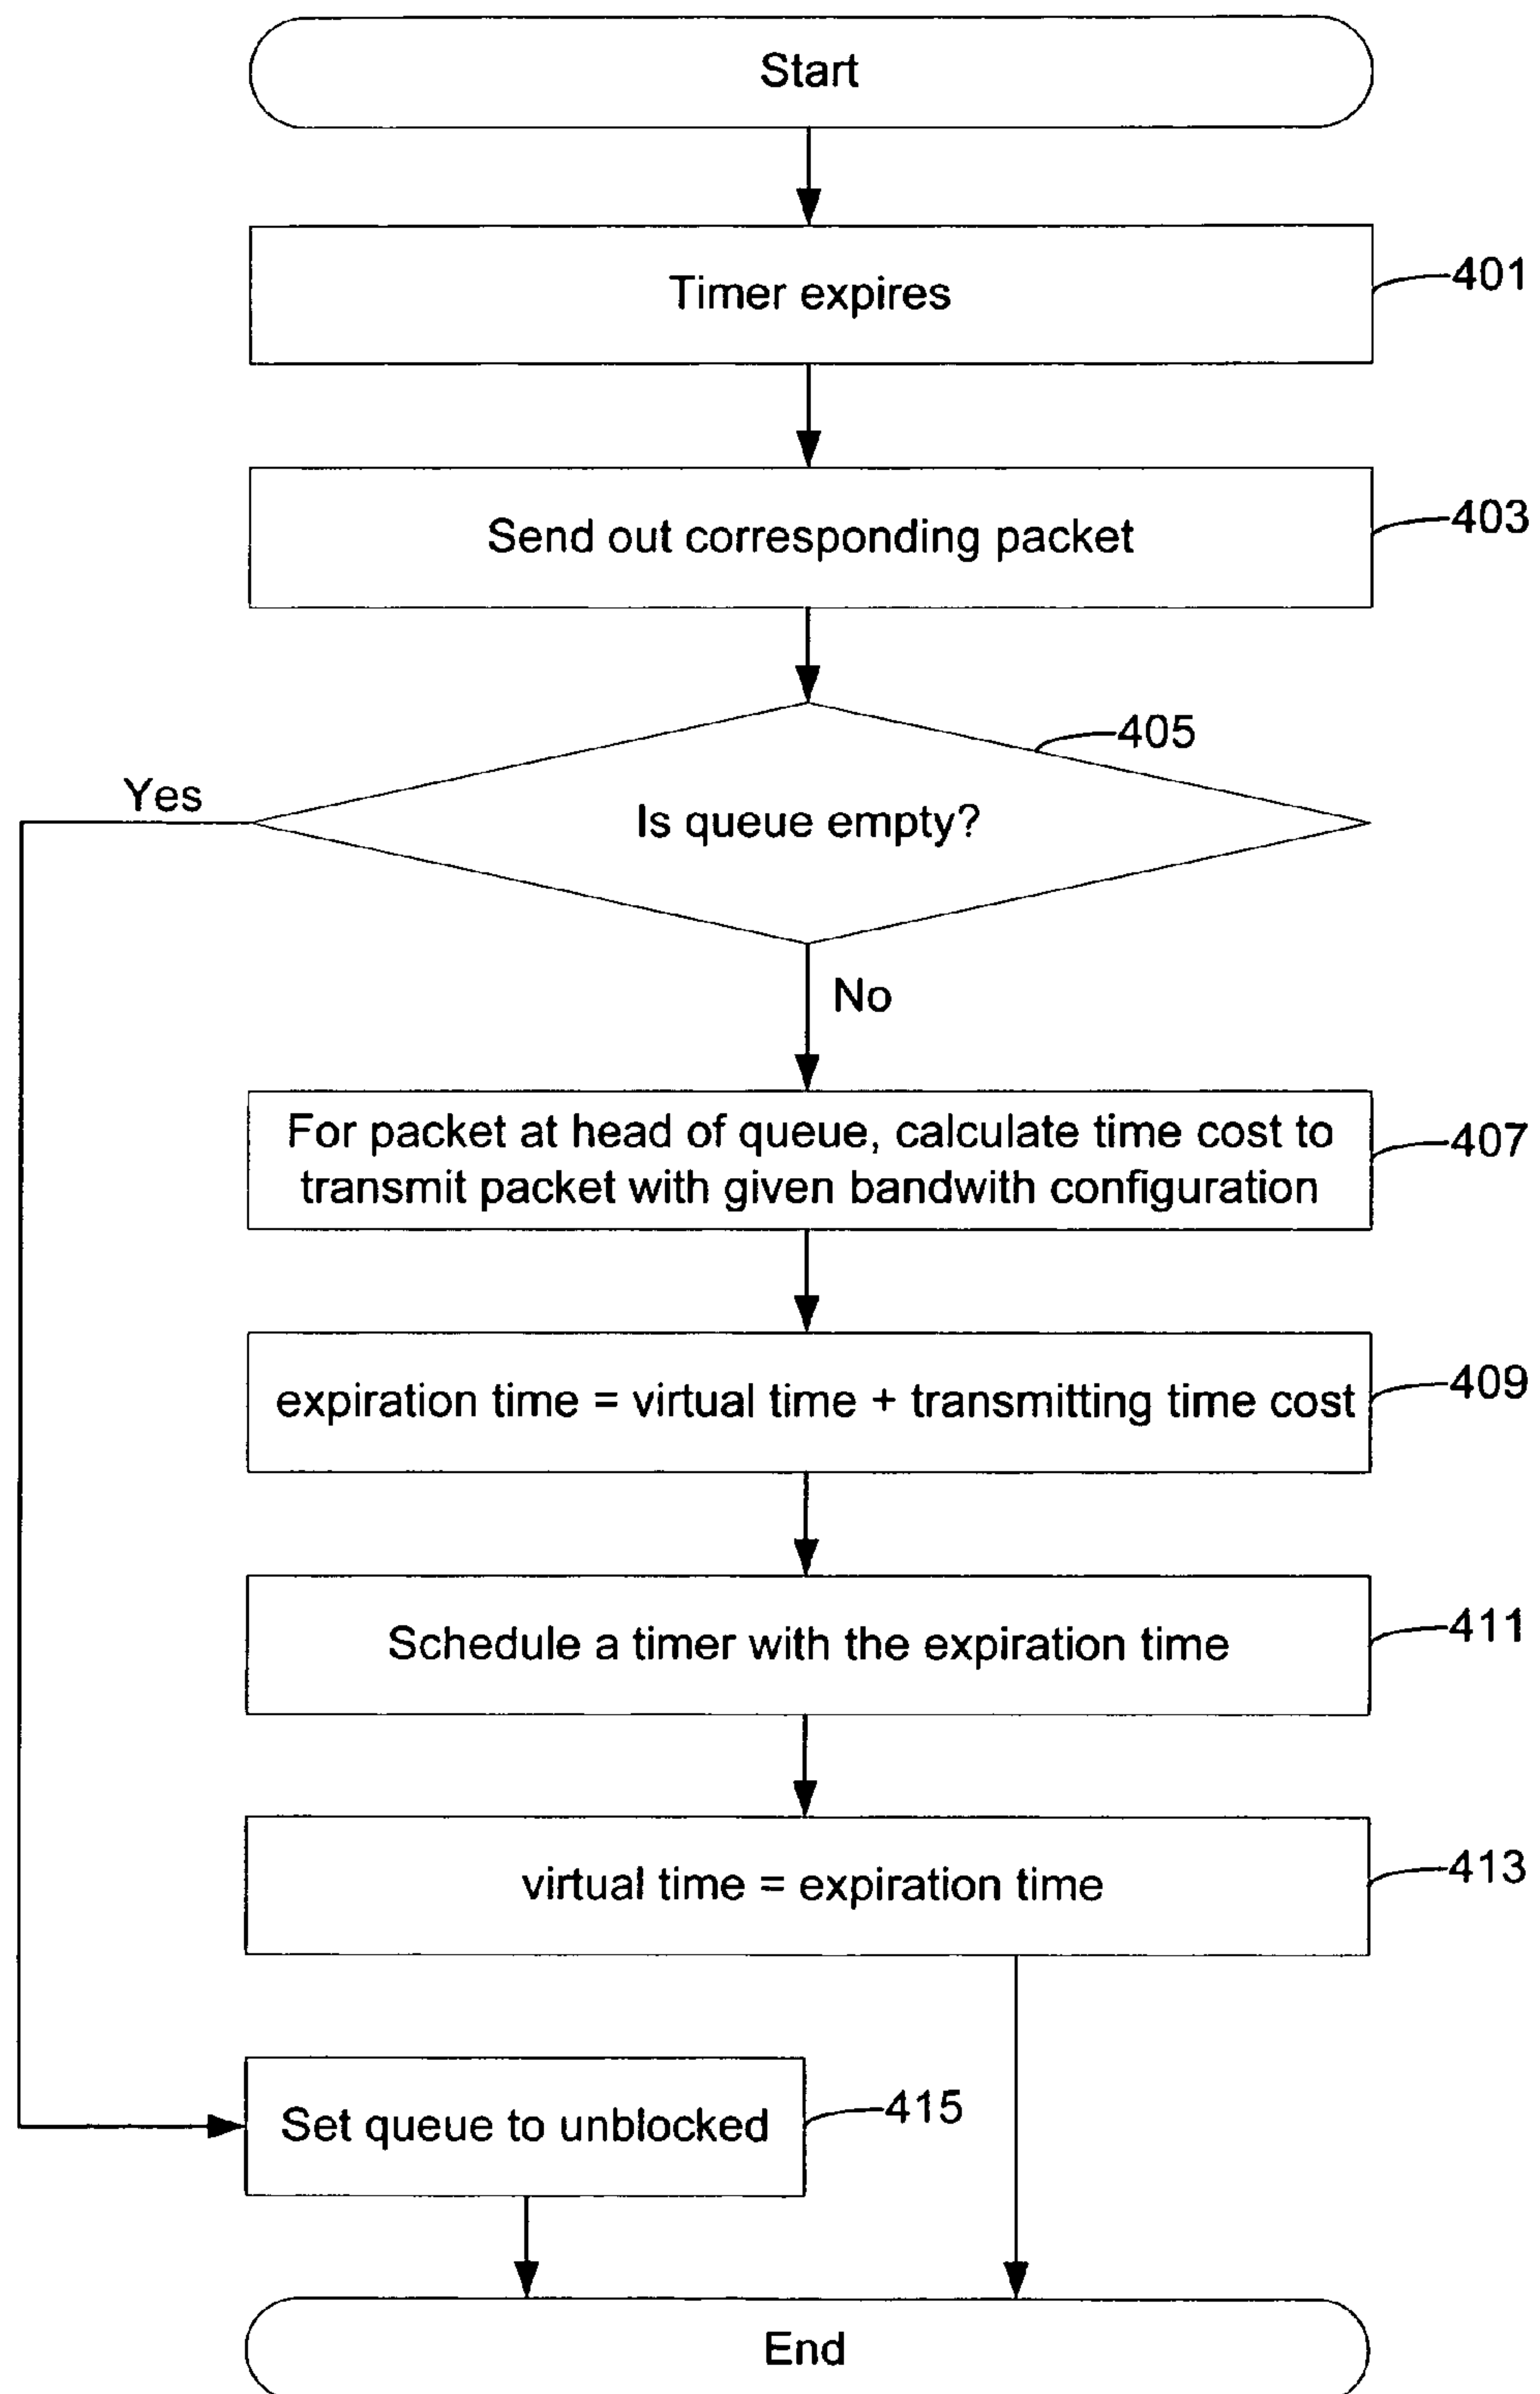 Start
Timer expires
401
Send out corresponding packet
403
405
Is queue empty?
Yes
No
For packet at head of queue, calculate time cost to
transmit packet with given bandwith configuration
407
expiration time = virtual time + transmitting time cost
409
Schedule a timer with the expiration time
411
virtual time = expiration time
413
Set queue to unblocked
415
End